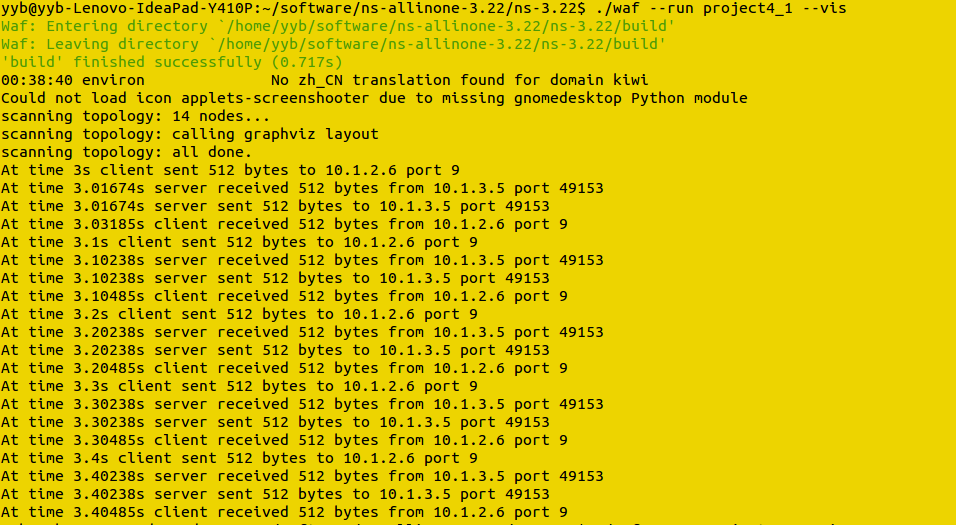 yyb@yyb-Lenovo-IdeaPad-Y410P:~/software/ns-allinone-3.22/ns-3.22$ ./waf --run project4_1 --vis
Waf: Entering directory `/home/yyb/software/ns-allinone-3.22/ns-3.22/build'
Waf: Leaving directory `/home/yyb/software/ns-allinone-3.22/ns-3.22/build'
'build' finished successfully (0.717s)
00:38:40 environ              No zh_CN translation found for domain kiwi
Could not load icon applets-screenshooter due to missing gnomedesktop Python module
scanning topology: 14 nodes...
scanning topology: calling graphviz layout
scanning topology: all done.
At time 3s client sent 512 bytes to 10.1.2.6 port 9
At time 3.01674s server received 512 bytes from 10.1.3.5 port 49153
At time 3.01674s server sent 512 bytes to 10.1.3.5 port 49153
At time 3.03185s client received 512 bytes from 10.1.2.6 port 9
At time 3.1s client sent 512 bytes to 10.1.2.6 port 9
At time 3.10238s server received 512 bytes from 10.1.3.5 port 49153
At time 3.10238s server sent 512 bytes to 10.1.3.5 port 49153
At time 3.10485s client received 512 bytes from 10.1.2.6 port 9
At time 3.2s client sent 512 bytes to 10.1.2.6 port 9
At time 3.20238s server received 512 bytes from 10.1.3.5 port 49153
At time 3.20238s server sent 512 bytes to 10.1.3.5 port 49153
At time 3.20485s client received 512 bytes from 10.1.2.6 port 9
At time 3.3s client sent 512 bytes to 10.1.2.6 port 9
At time 3.30238s server received 512 bytes from 10.1.3.5 port 49153
At time 3.30238s server sent 512 bytes to 10.1.3.5 port 49153
At time 3.30485s client received 512 bytes from 10.1.2.6 port 9
At time 3.4s client sent 512 bytes to 10.1.2.6 port 9
At time 3.40238s server received 512 bytes from 10.1.3.5 port 49153
At time 3.40238s server sent 512 bytes to 10.1.3.5 port 49153
At time 3.40485s client received 512 bytes from 10.1.2.6 port 9